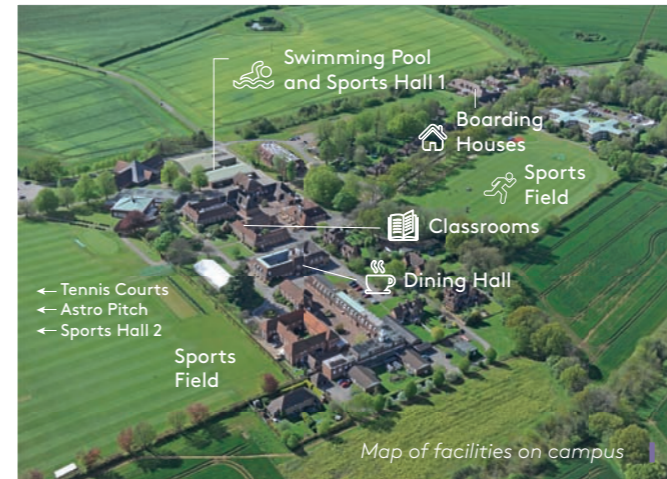 Swimming Pool
and Sports Hall 1
Boarding
Houses
Sports
Field
Classrooms
Dining Hall
← Tennis Courts
← Astro Pitch
← Sports Hall 2
Sports
Field
Map of facilities on campus